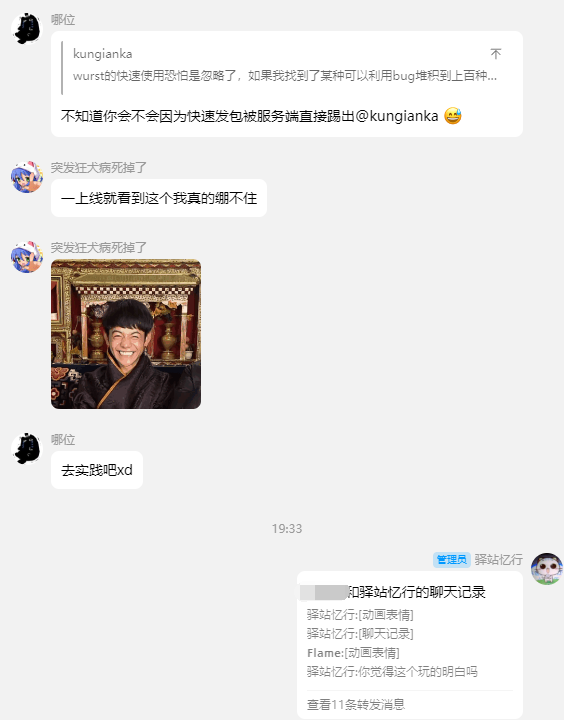 哪位
kungianka
wurst的快速使用恐怕是忽略了，如果我找到了某种可以利用bug堆积到上百种...
不知道你会不会因为快速发包被服务端直接踢出@kungianka
突发狂犬病死掉了
一上线就看到这个我真的绷不住
突发狂犬病死掉了
哪位
去实践吧xd
19:33
管理员 驿站忆行
和驿站忆行的聊天记录
驿站忆行:[动画表情]
驿站忆行:[聊天记录]
Flame:[动画表情]
驿站忆行:你觉得这个玩的明白吗
查看11条转发消息